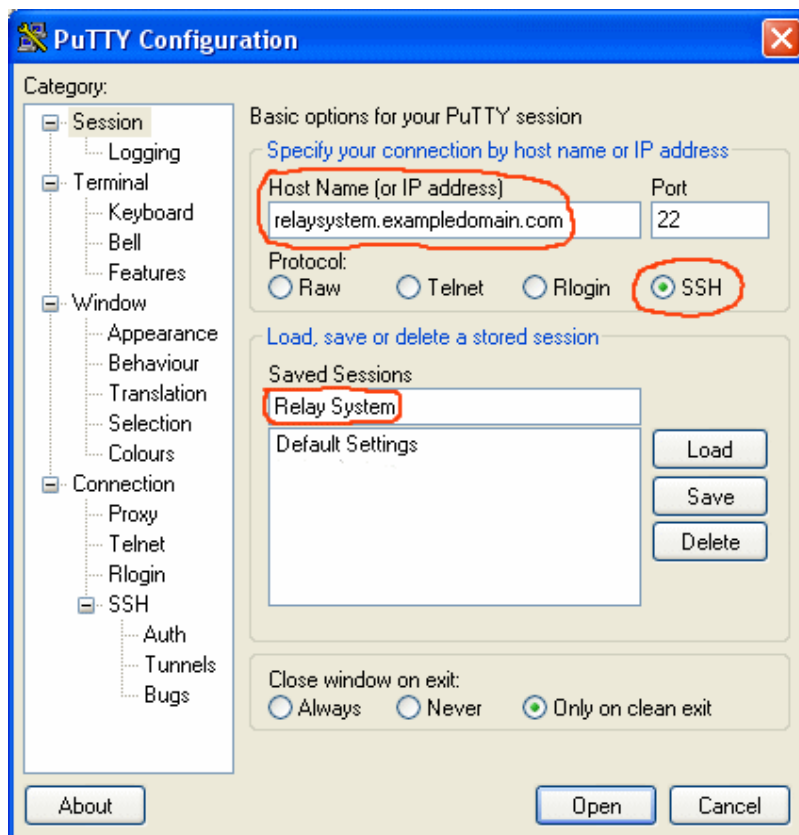 PuTTY Configuration
Category:
Session
Logging
Terminal
Keyboard
Bell
Features
Window
Appearance
Behaviour
Translation
Selection
Colours
Connection
Proxy
Telnet
Rlogin
SSH
Auth
Tunnels
Bugs
Basic options for your PuTTY session
Specify your connection by host name or IP address
Host Name (or IP address) Port
relaysystem.exampledomain.com 22
Protocol:
Raw Telnet Rlogin SSH
Load, save or delete a stored session
Saved Sessions
Relay System
Default Settings
Load
Save
Delete
Close window on exit:
Always Never Only on clean exit
About Open Cancel